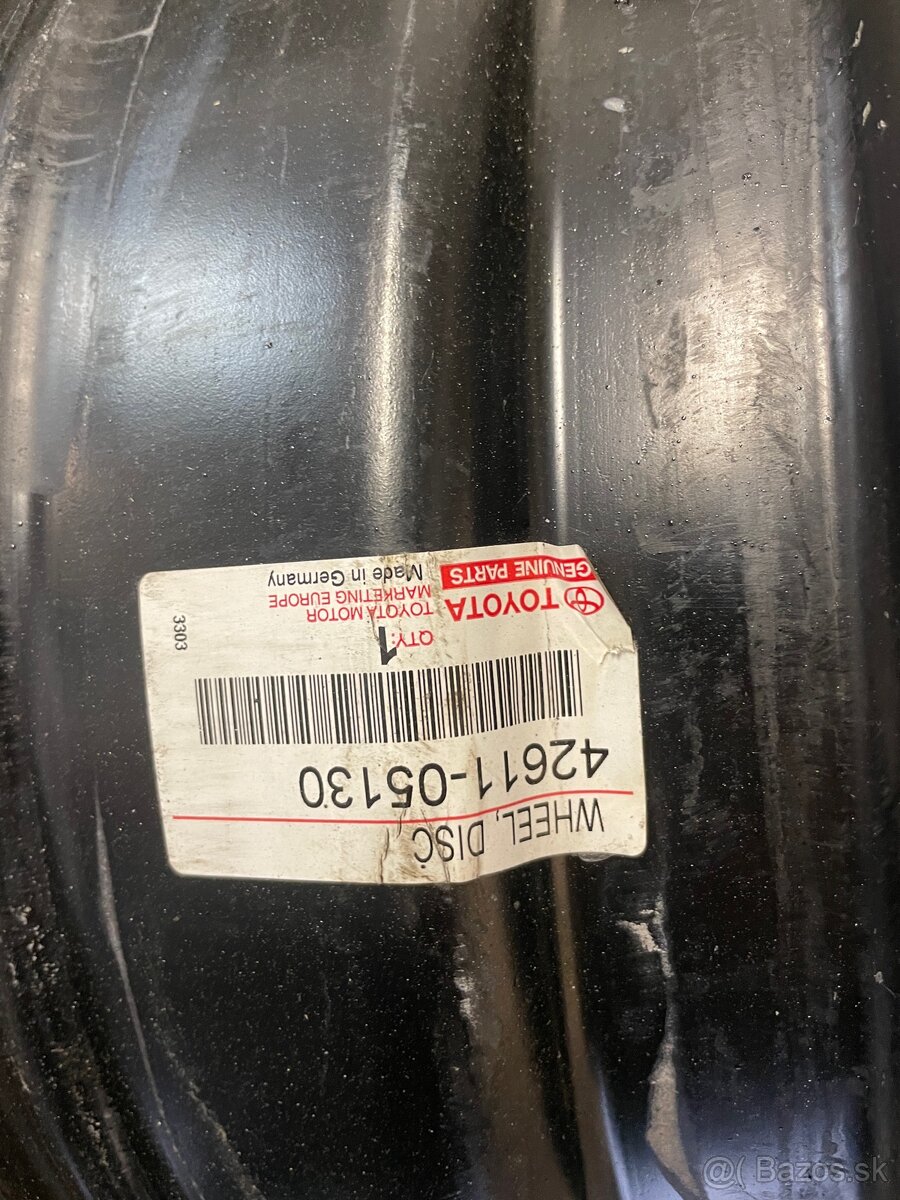 TOYOTA
GENUINE PARTS
QTY: 1
TOYOTA MOTOR
MARKETING EUROPE
Made in Germany
3303
42611-05130
WHEEL, DISC
@( Bazos.sk